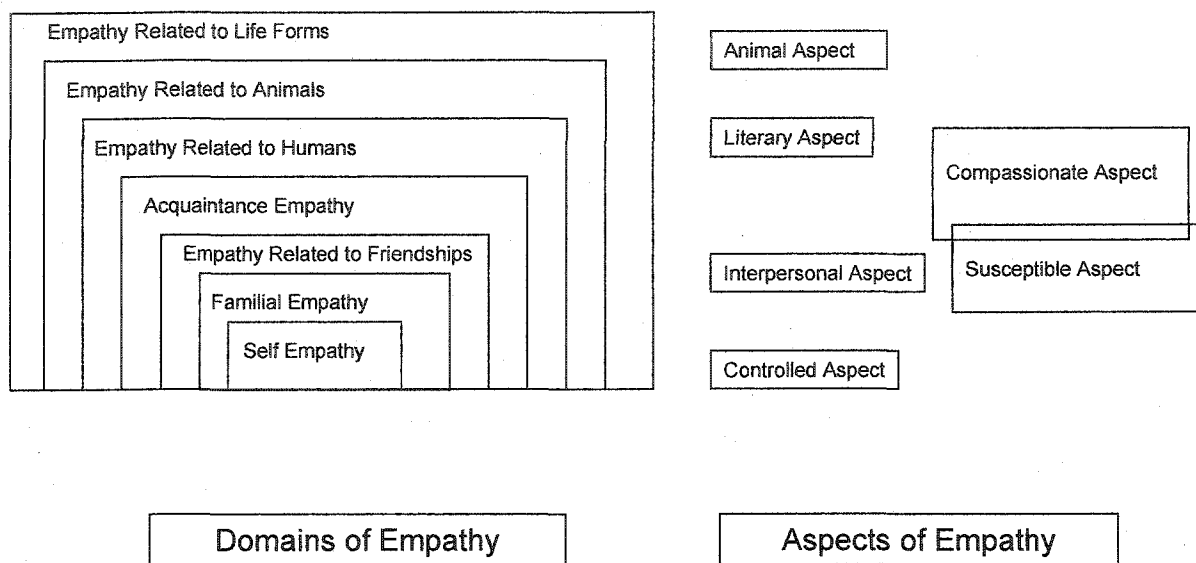 Empathy Related to Life Forms
Empathy Related to Animals
Empathy Related to Humans
Acquaintance Empathy
Empathy Related to Friendships
Familial Empathy
Self Empathy
Animal Aspect
Literary Aspect
Compassionate Aspect
Interpersonal Aspect
Susceptible Aspect
Controlled Aspect
Domains of Empathy
Aspects of Empathy